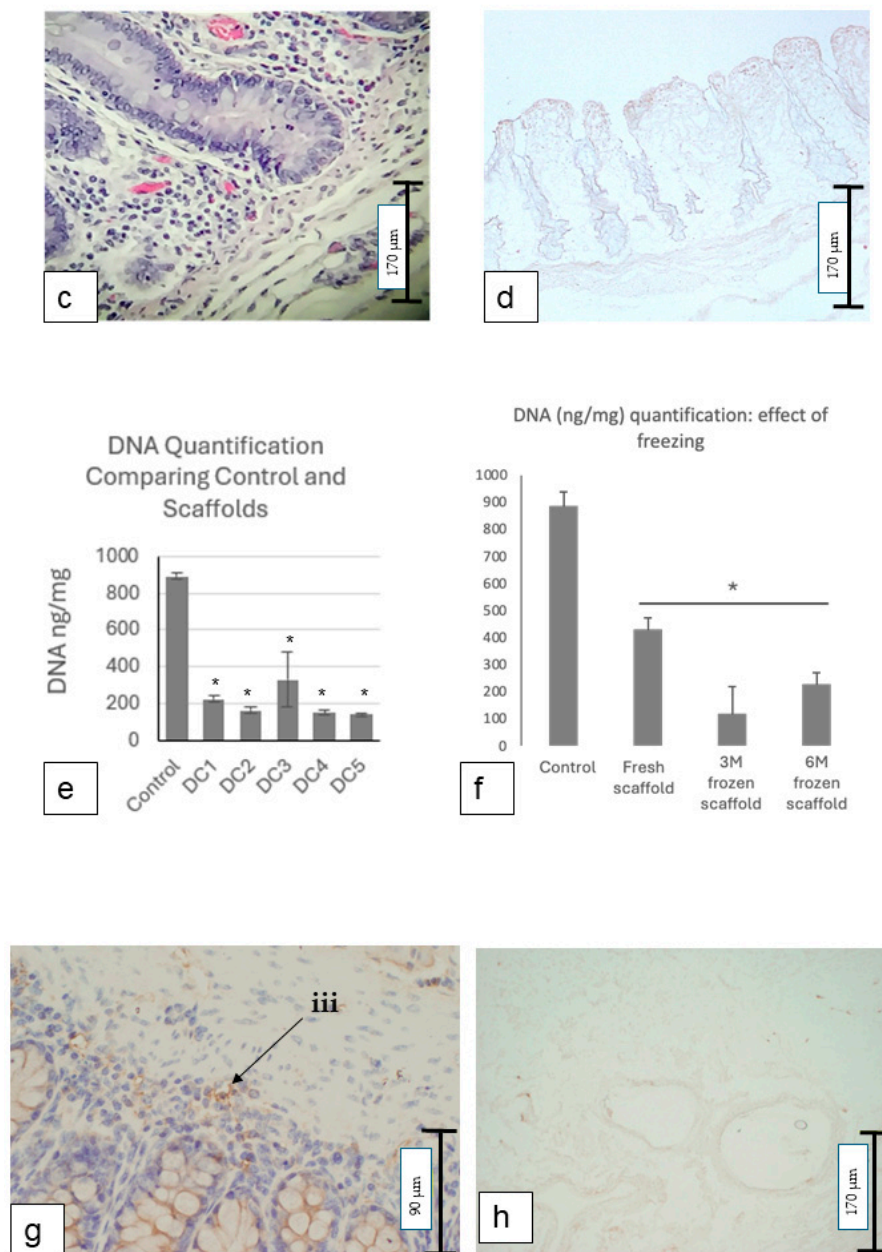 170 µm
c
170 µm
d
DNA Quantification
Comparing Control and
Scaffolds
DNA ng/mg
1000
800
600
400
200
0
*
*
*
*
*
Control
DC1
DC2
DC3
DC4
DC5
e
DNA (ng/mg) quantification: effect of
freezing
1000
900
800
700
600
500
400
300
200
100
000
*
Control
Fresh
scaffold
3M
frozen
scaffold
6M
frozen
scaffold
f
iii
90 µm
g
170 µm
h